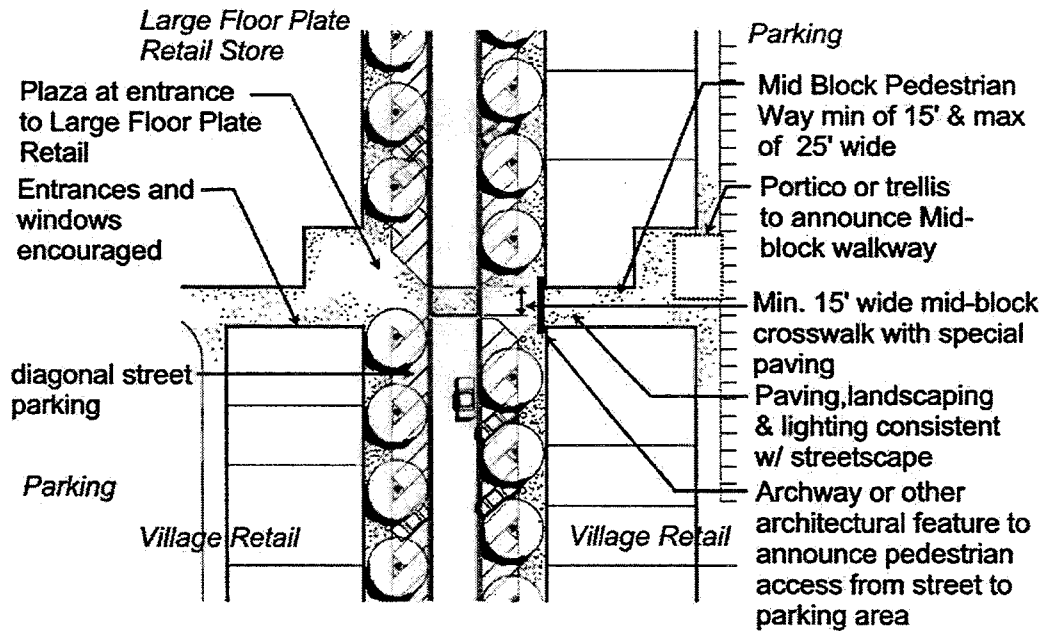 Large Floor Plate
Retail Store
Plaza at entrance
to Large Floor Plate
Retail
Entrances and
windows
encouraged
diagonal street
parking
Parking
Village Retail
Parking
Mid Block Pedestrian
Way min of 15' & max
of 25' wide
Portico or trellis
to announce Mid-
block walkway
Min. 15' wide mid-block
crosswalk with special
paving
Paving,landscaping
& lighting consistent
w/ streetscape
Archway or other
architectural feature to
announce pedestrian
access from street to
parking area
Village Retail